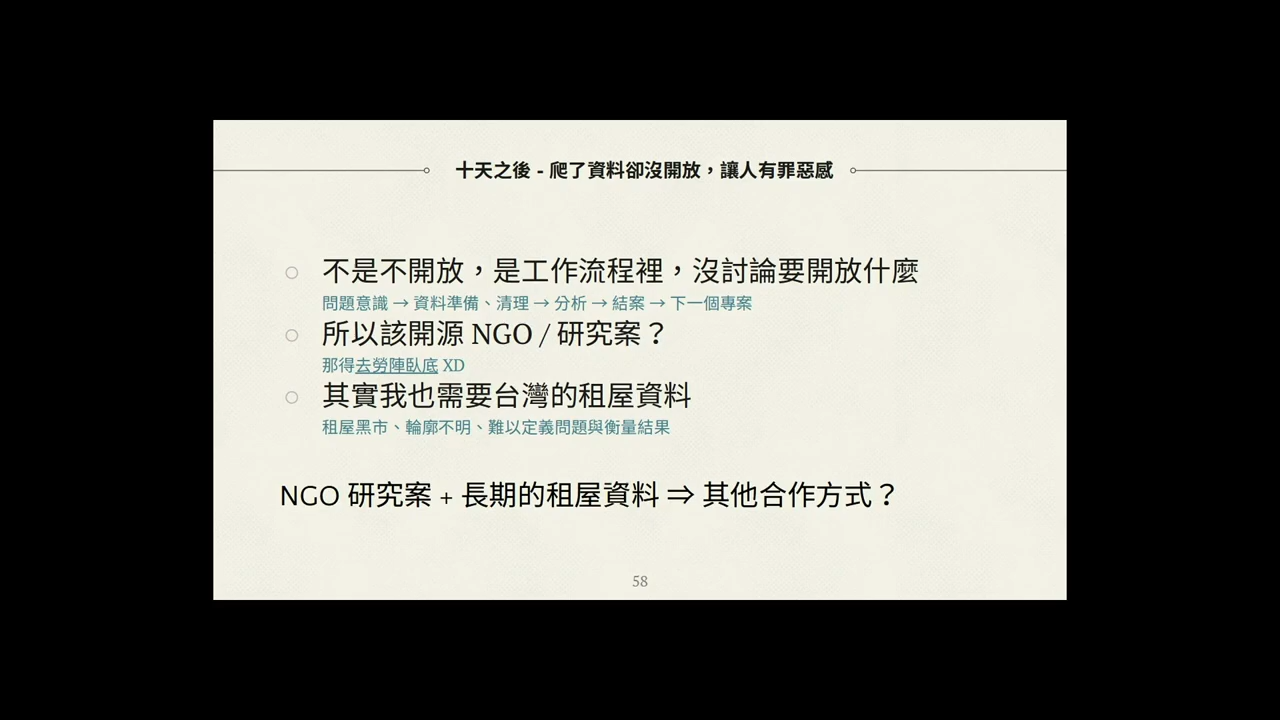 十天之後 - 爬了資料卻沒開放，讓人有罪惡感
不是不開放，是工作流程裡，沒討論要開放什麼
問題意識 → 資料準備、清理 → 分析 → 結案 → 下一個專案
所以該開源 NGO / 研究案？
那得去勞陣臥底 XD
其實我也需要台灣的租屋資料
租屋黑市、輪廓不明、難以定義問題與衡量結果
NGO 研究案 + 長期的租屋資料 ⇒ 其他合作方式？
58